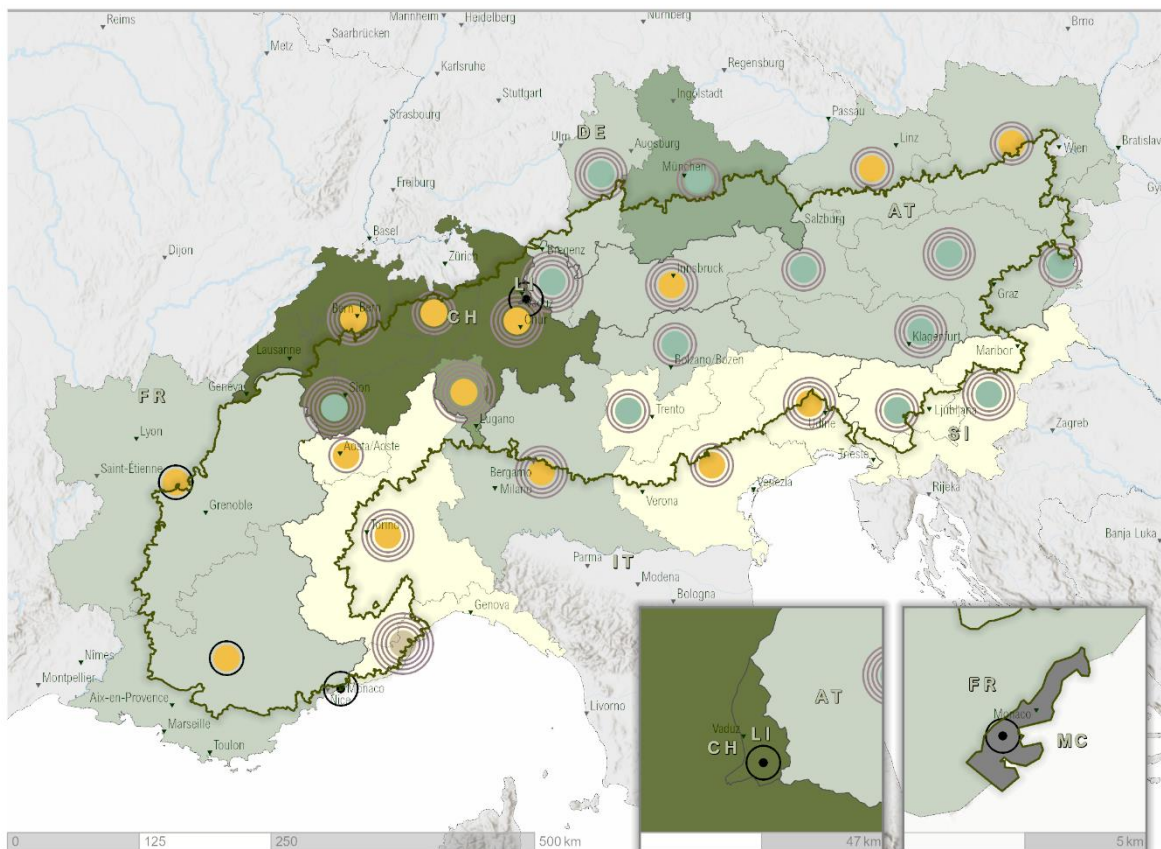 Reims
Mannheim
Heidelberg
Nürnberg
Brno
Saarbrücken
Metz
Karlsruhe
Regensburg
Stuttgart
Ingolstadt
Strasbourg
Passau
DE
Ulm
Augsburg
Linz
Wien
Bratislava
München
Freiburg
Salzburg
AT
Basel
Dijon
Zürich
Bregenz
LI
Innsbruck
Graz
Bern
CH
Chur
Lausanne
Klagenfurt
Bolzano/Bozen
Maribor
Geneva
FR
Sion
Lugano
Trento
Ljubljana
Udine
SI
Lyon
Aosta/Aoste
Zagreb
Saint-Étienne
Bergamo
Milano
Trieste
Verona
Venezia
Rijeka
Grenoble
Torino
Banja Luka
IT
Parma
Modena
Bologna
Genova
Nîmes
Montpellier
Monaco
Nice
Aix-en-Provence
Marseille
Toulon
Livorno
AT
Vaduz
LI
CH
FR
Monaco
MC
0
125
250
500 km
47 km
5 km